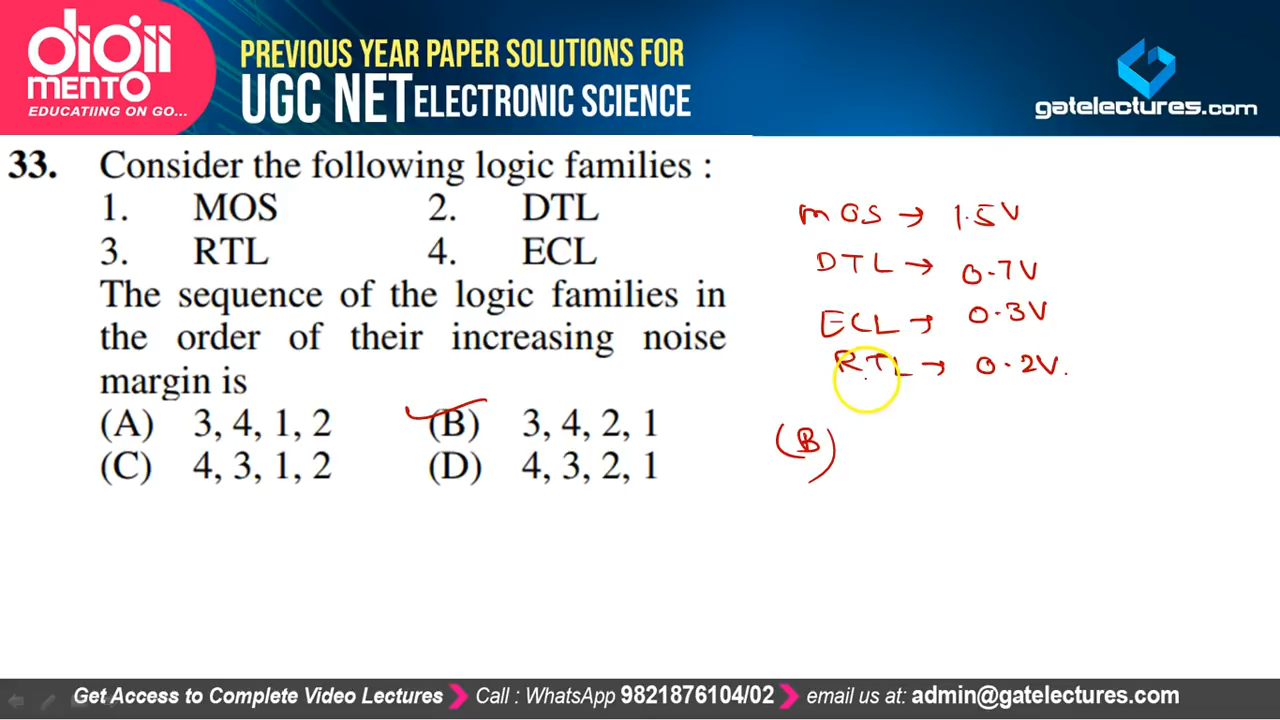 didii
MENTO
EDUCATIING ON GO...
PREVIOUS YEAR PAPER SOLUTIONS FOR
UGC NET ELECTRONIC SCIENCE
gatelectures.com
33. Consider the following logic families :
1. MOS 2. DTL
3. RTL 4. ECL
The sequence of the logic families in
the order of their increasing noise
margin is
(A) 3, 4, 1, 2 (B) 3, 4, 2, 1
(C) 4, 3, 1, 2 (D) 4, 3, 2, 1
MOS → 1.5V
DTL → 0.7V
ECL → 0.3V
RTL → 0.2V.
(B)
Get Access to Complete Video Lectures Call : WhatsApp 9821876104/02 email us at: admin@gatelectures.com